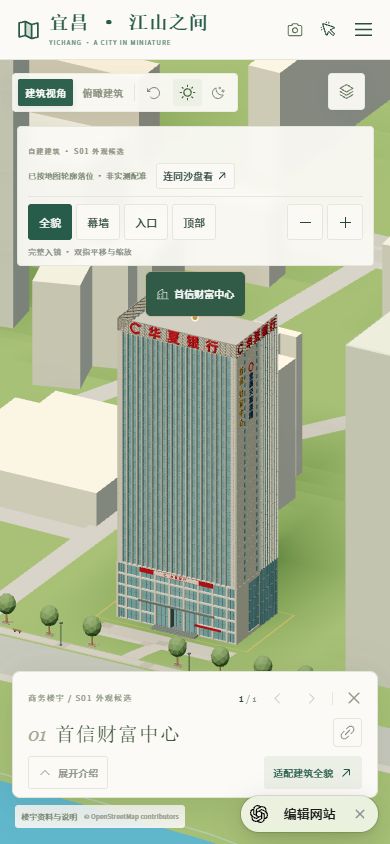 宜昌 • 江山之间
YICHANG • A CITY IN MINIATURE
建筑视角 俯瞰建筑
自建建筑 • S01 外观候选
已按地图轮廓落位 • 非实测配准 连同沙盘看
全貌 幕墙 入口 顶部
完整入镜 • 双指平移与缩放
首信财富中心
华夏银行
商务楼宇 / S01 外观候选 1 / 1
01 首信财富中心
展开介绍 适配建筑全貌
楼宇资料与说明 © OpenStreetMap contributors
编辑网站